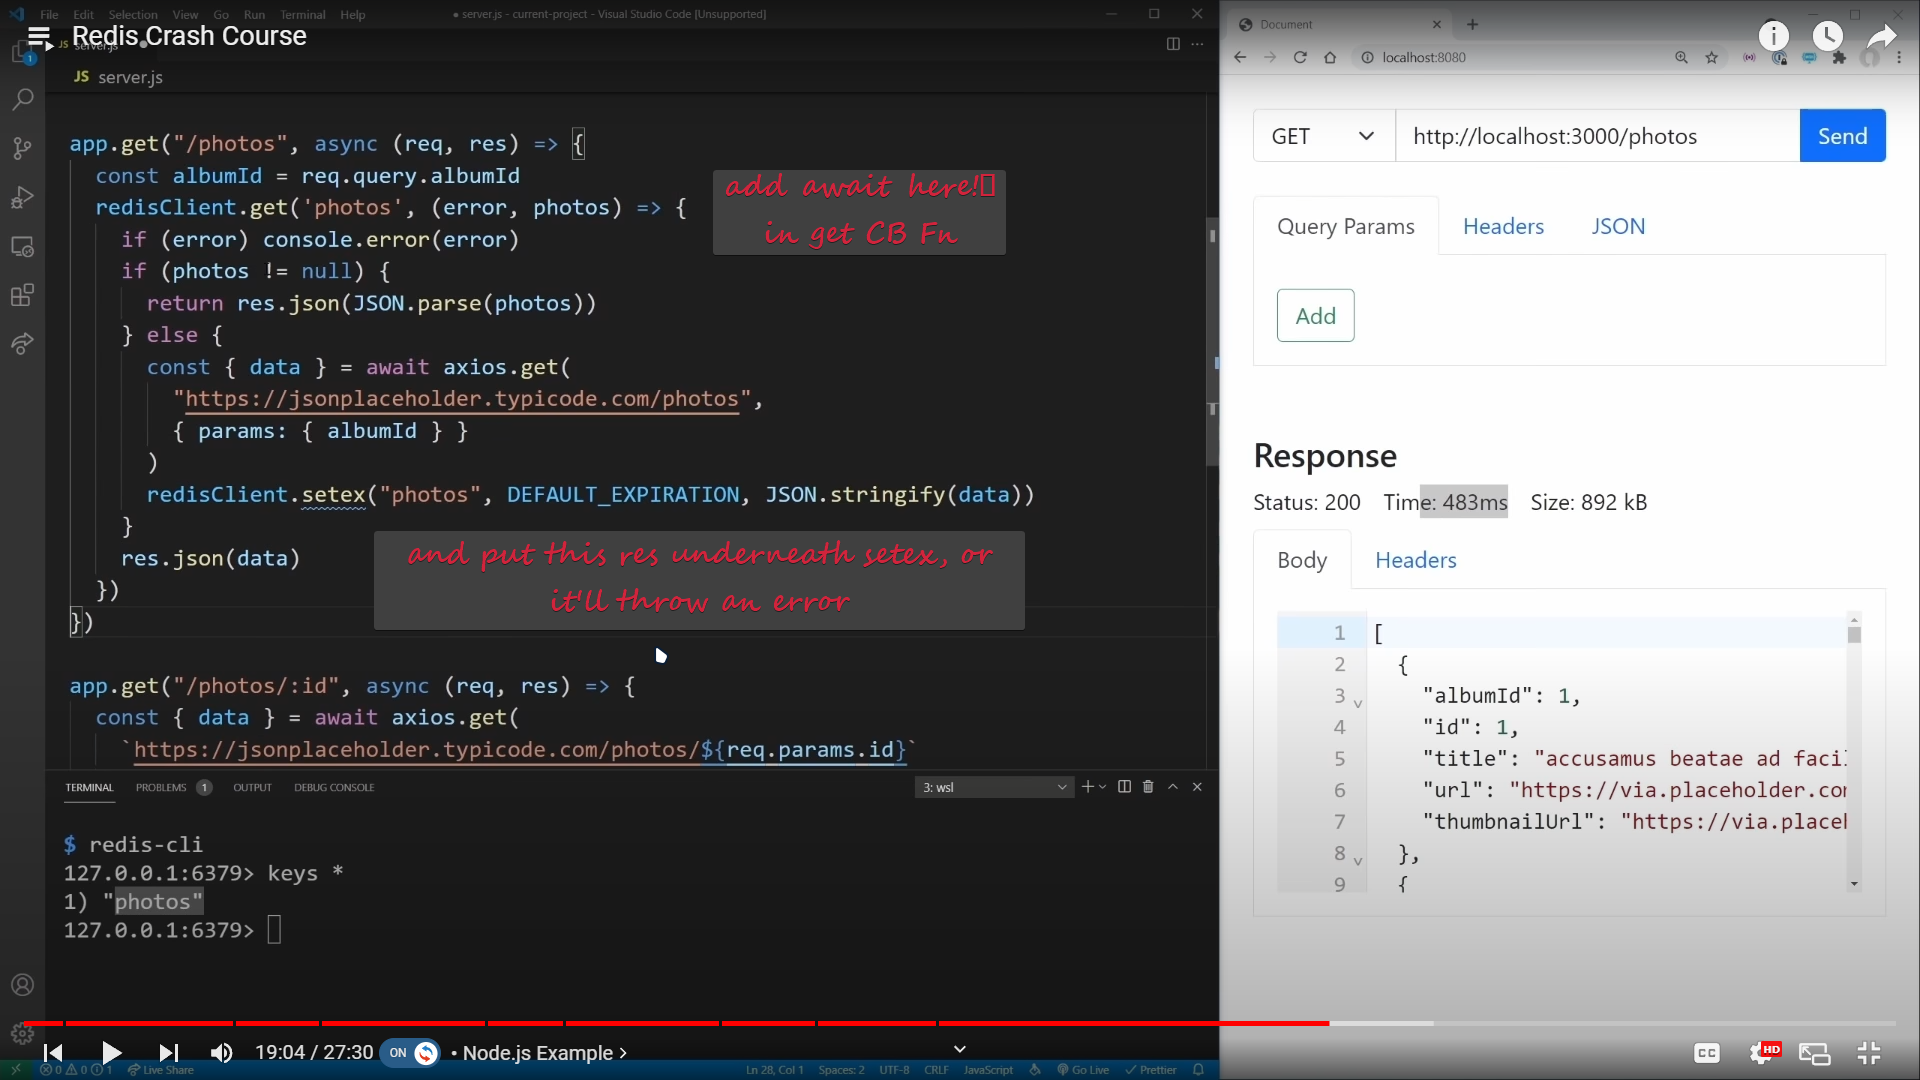 File Edit Selection View Go Run Terminal Help
● server.js - current-project - Visual Studio Code [Unsupported]
Redis Crash Course
JS server.js
JS server.js
app.get("/photos", async (req, res) => {
const albumId = req.query.albumId
redisClient.get('photos', (error, photos) => {
if (error) console.error(error)
if (photos != null) {
return res.json(JSON.parse(photos))
} else {
const { data } = await axios.get(
"https://jsonplaceholder.typicode.com/photos",
{ params: { albumId } }
)
redisClient.setex("photos", DEFAULT_EXPIRATION, JSON.stringify(data))
}
res.json(data)
})
})
add await here!
in get CB Fn
and put this res underneath setex, or
it'll throw an error
app.get("/photos/:id", async (req, res) => {
const { data } = await axios.get(
`https://jsonplaceholder.typicode.com/photos/${req.params.id}`
TERMINAL PROBLEMS 1 OUTPUT DEBUG CONSOLE
3: wsl
$ redis-cli
127.0.0.1:6379> keys *
1) "photos"
127.0.0.1:6379>
19:04 / 27:30 ON • Node.js Example >
CC HD
0 0 1 Live Share
Ln 28, Col 1 Spaces: 2 UTF-8 CRLF JavaScript Go Live Prettier
Document
localhost:8080
GET http://localhost:3000/photos Send
Query Params Headers JSON
Add
Response
Status: 200 Time: 483ms Size: 892 kB
Body Headers
1 [
2 {
3 "albumId": 1,
4 "id": 1,
5 "title": "accusamus beatae ad faci
6 "url": "https://via.placeholder.co
7 "thumbnailUrl": "https://via.place
8 },
9 {